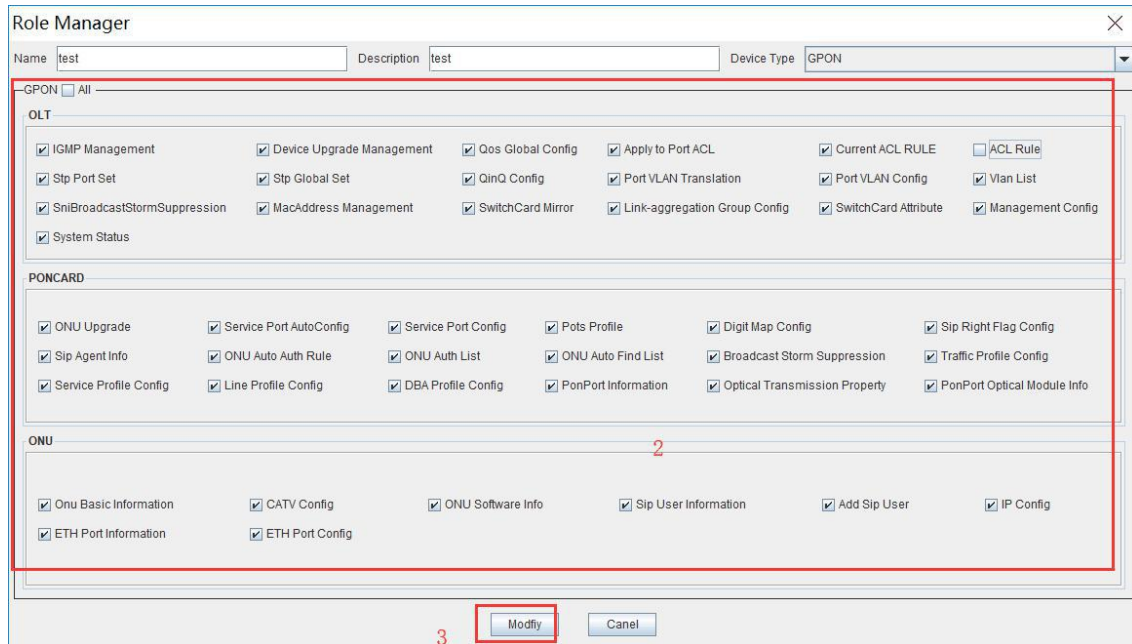 Role Manager
Name test Description test Device Type GPON
GPON All
OLT
IGMP Management Device Upgrade Management Qos Global Config Apply to Port ACL Current ACL RULE ACL Rule
Stp Port Set Stp Global Set QinQ Config Port VLAN Translation Port VLAN Config Vlan List
SniBroadcastStormSuppression MacAddress Management SwitchCard Mirror Link-aggregation Group Config SwitchCard Attribute Management Config
System Status
PONCARD
ONU Upgrade Service Port AutoConfig Service Port Config Pots Profile Digit Map Config Sip Right Flag Config
Sip Agent Info ONU Auto Auth Rule ONU Auth List ONU Auto Find List Broadcast Storm Suppression Traffic Profile Config
Service Profile Config Line Profile Config DBA Profile Config PonPort Information Optical Transmission Property PonPort Optical Module Info
ONU
2
Onu Basic Information CATV Config ONU Software Info Sip User Information Add Sip User IP Config
ETH Port Information ETH Port Config
3 Modfiy Canel